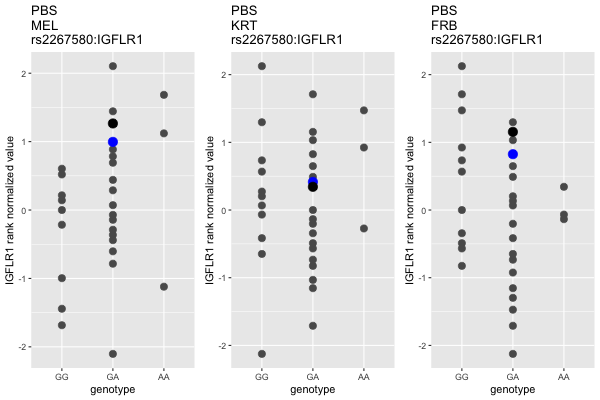 PBS
MEL
rs2267580:IGFLR1
IGFLR1 rank normalized value
2
1
0
-1
-2
GG GA AA
genotype
PBS
KRT
rs2267580:IGFLR1
IGFLR1 rank normalized value
2
1
0
-1
-2
GG GA AA
genotype
PBS
FRB
rs2267580:IGFLR1
IGFLR1 rank normalized value
2
1
0
-1
-2
GG GA AA
genotype